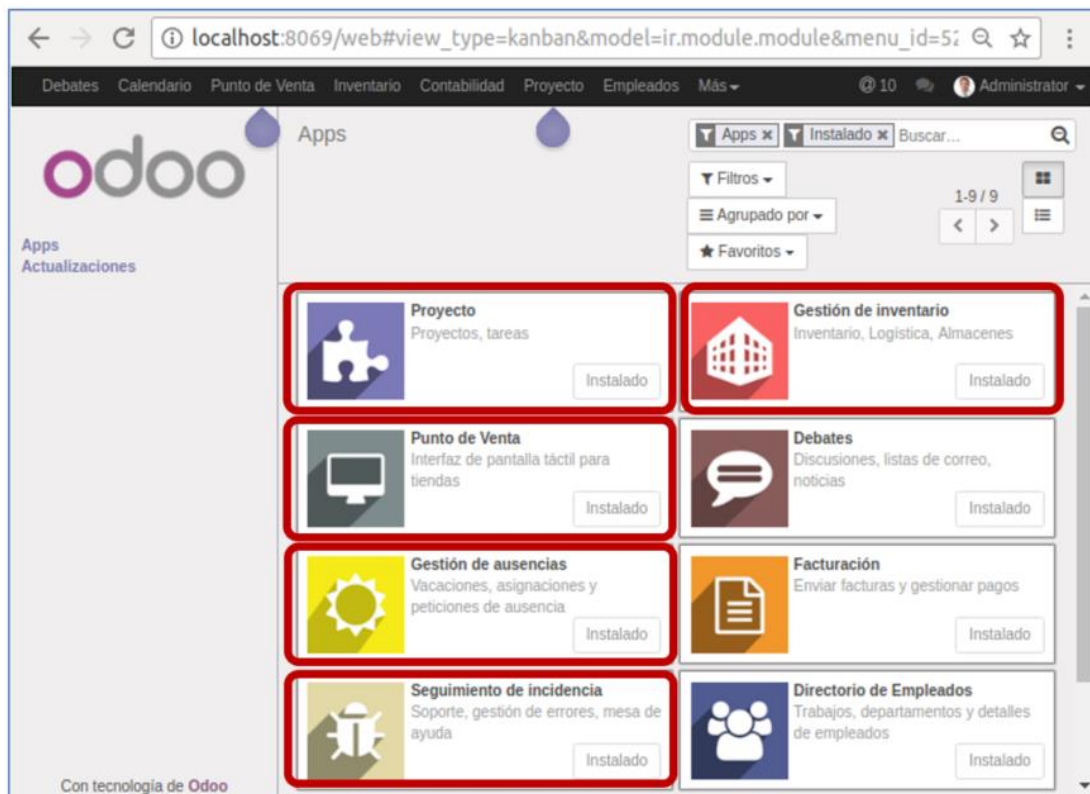 localhost:8069/web#view_type=kanban&model=ir.module.module&menu_id=52
Debates Calendario Punto de Venta Inventario Contabilidad Proyecto Empleados Más @ 10 Administrator
odoo
Apps
Actualizaciones
Apps
Apps × Instalado × Buscar...
Filtros
Agrupado por
Favoritos
1-9 / 9
Proyecto
Proyectos, tareas
Instalado
Gestión de inventario
Inventario, Logística, Almacenes
Instalado
Punto de Venta
Interfaz de pantalla táctil para
tiendas
Instalado
Debates
Discusiones, listas de correo,
noticias
Instalado
Gestión de ausencias
Vacaciones, asignaciones y
peticiones de ausencia
Instalado
Facturación
Enviar facturas y gestionar pagos
Instalado
Seguimiento de incidencia
Soporte, gestión de errores, mesa de
ayuda
Instalado
Directorio de Empleados
Trabajos, departamentos y detalles
de empleados
Instalado
Con tecnología de Odoo